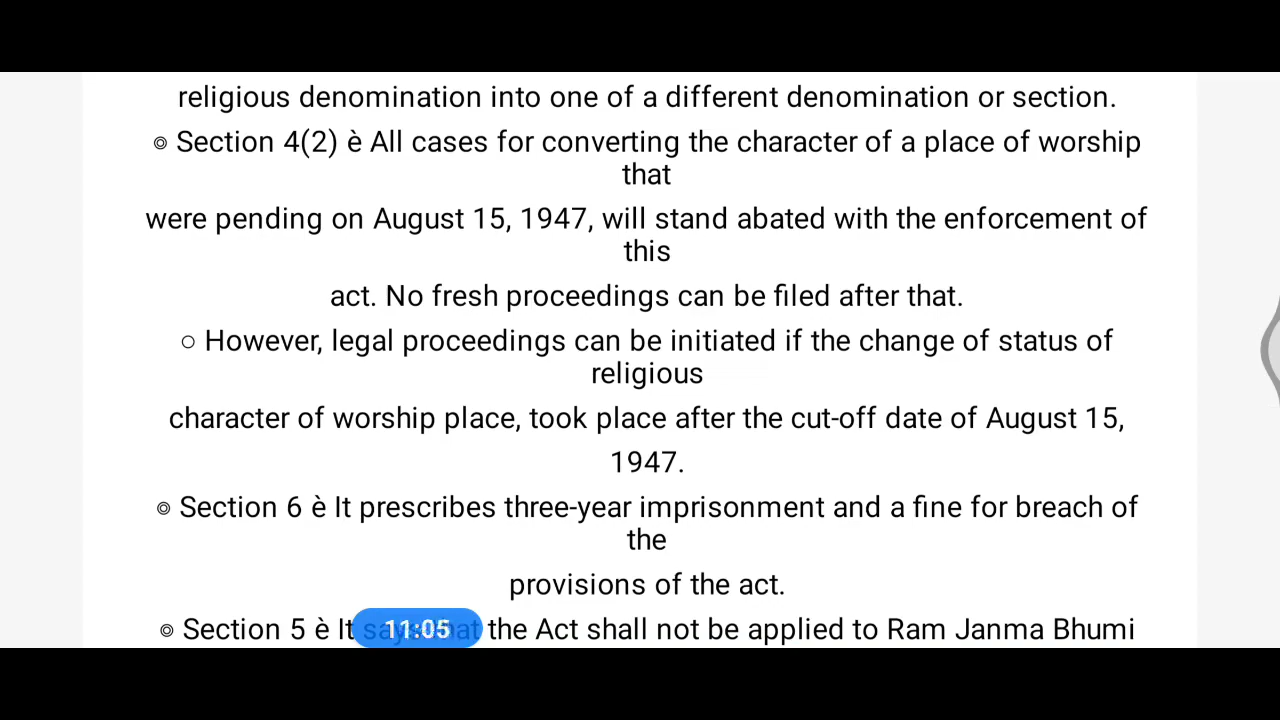 religious denomination into one of a different denomination or section.
◎ Section 4(2) è All cases for converting the character of a place of worship
that
were pending on August 15, 1947, will stand abated with the enforcement of
this
act. No fresh proceedings can be filed after that.
○ However, legal proceedings can be initiated if the change of status of
religious
character of worship place, took place after the cut-off date of August 15,
1947.
◎ Section 6 è It prescribes three-year imprisonment and a fine for breach of
the
provisions of the act.
◎ Section 5 è It says that the Act shall not be applied to Ram Janma Bhumi
11:05